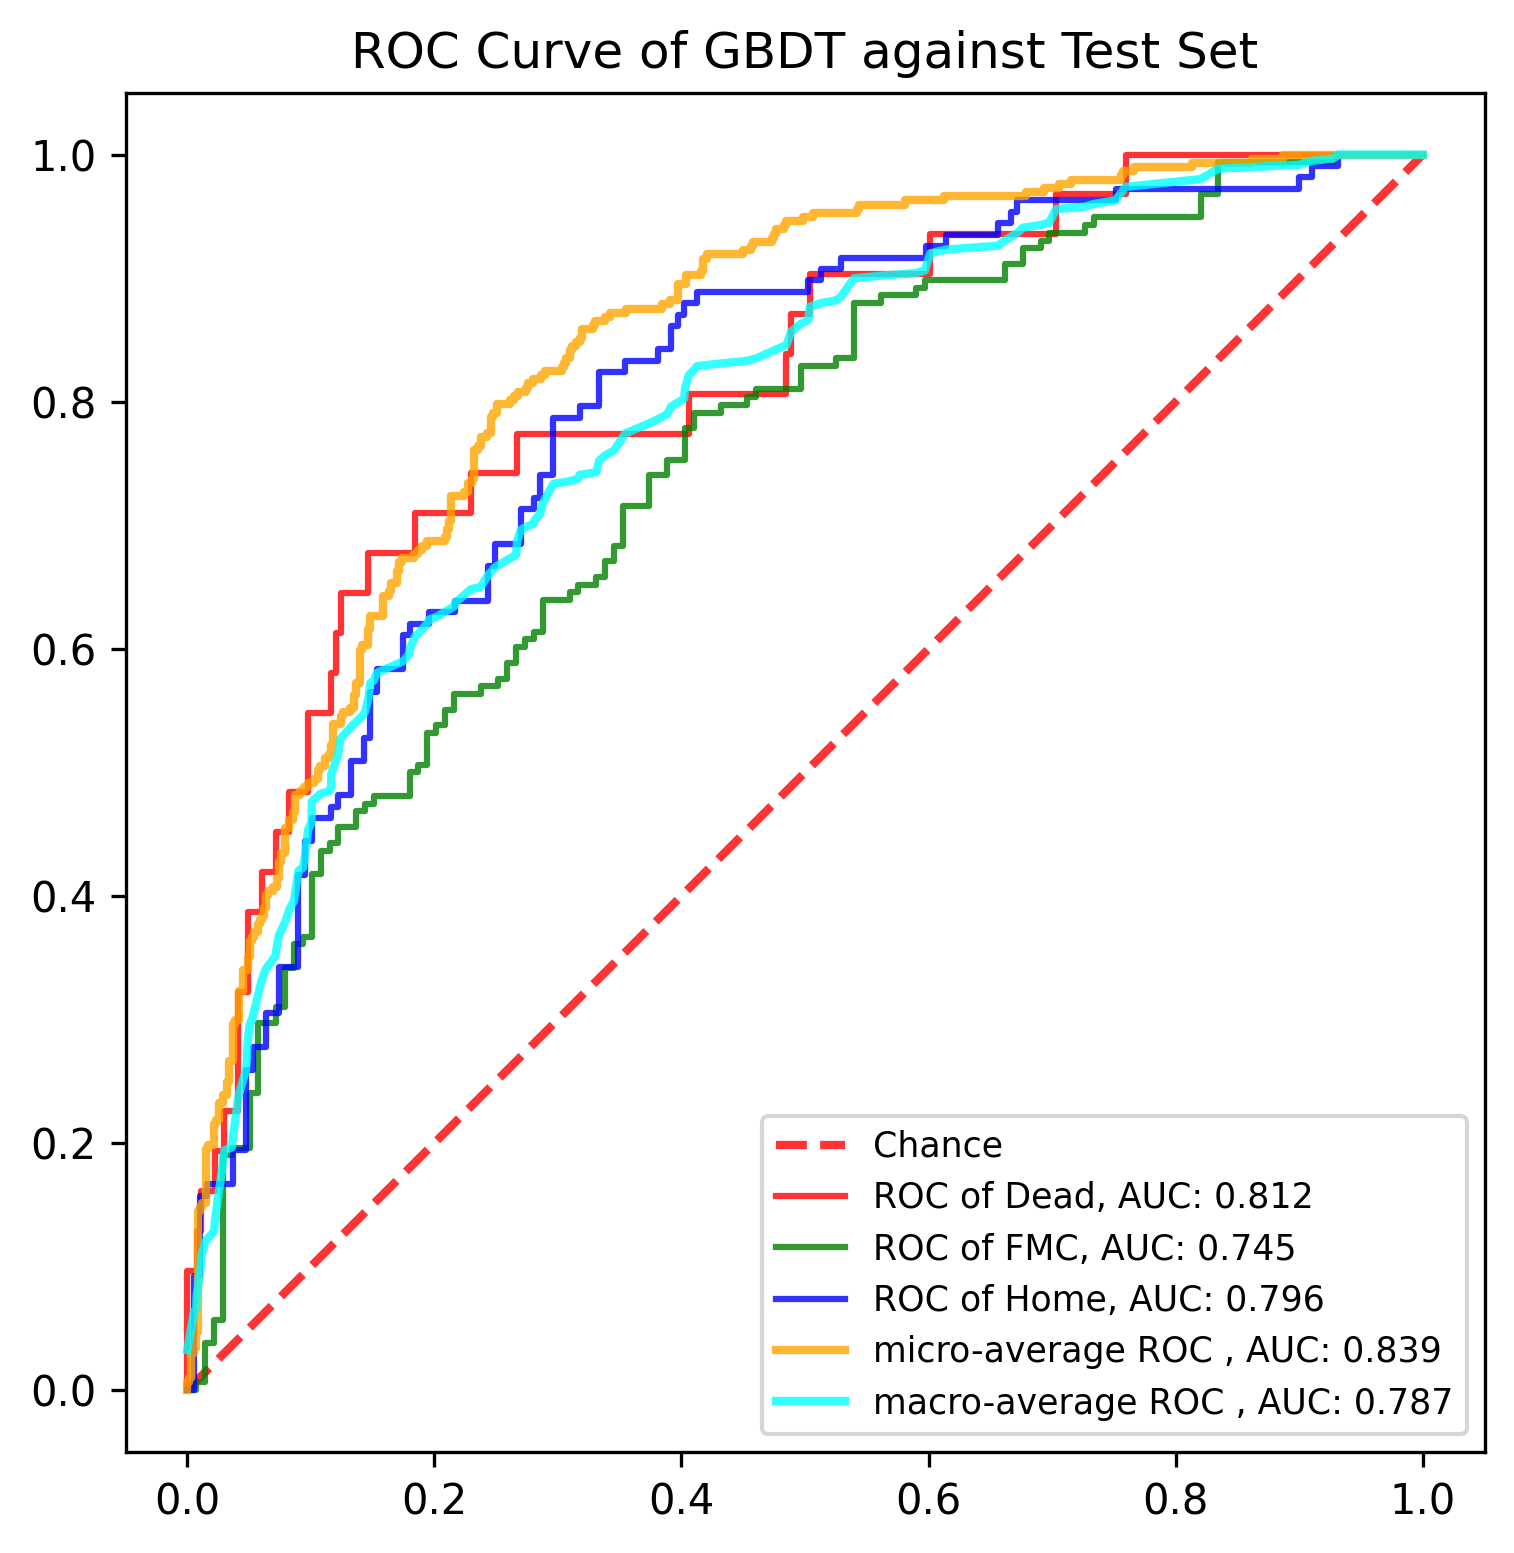 ROC Curve of GBDT against Test Set
1.0
0.8
0.6
0.4
0.2
0.0
Chance
ROC of Dead, AUC: 0.812
ROC of FMC, AUC: 0.745
ROC of Home, AUC: 0.796
micro-average ROC , AUC: 0.839
macro-average ROC , AUC: 0.787
0.0 0.2 0.4 0.6 0.8 1.0